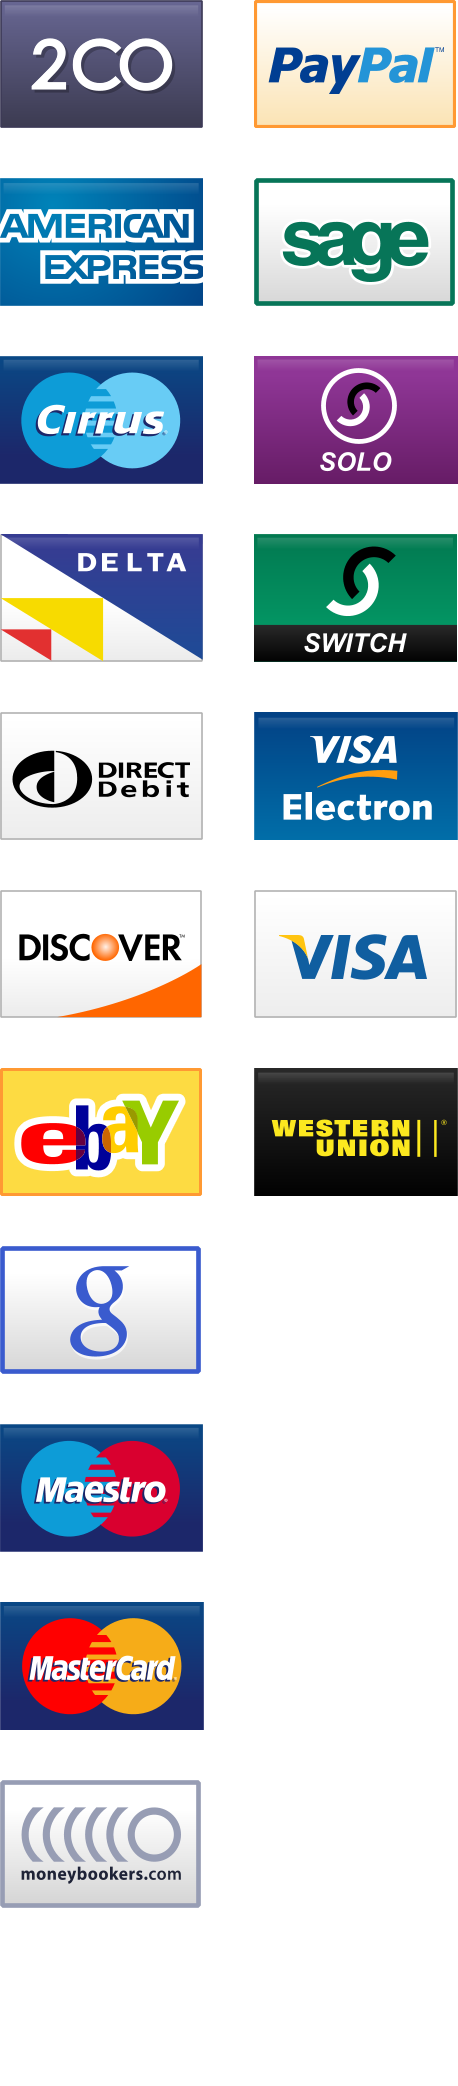 2CO
PayPal™
AMERICAN
EXPRESS
sage
Cirrus
SOLO
DELTA
SWITCH
DIRECT
Debit
VISA
Electron
DISCOVER™
VISA
ebaY
WESTERN
UNION®
g
Maestro
MasterCard
moneybookers.com